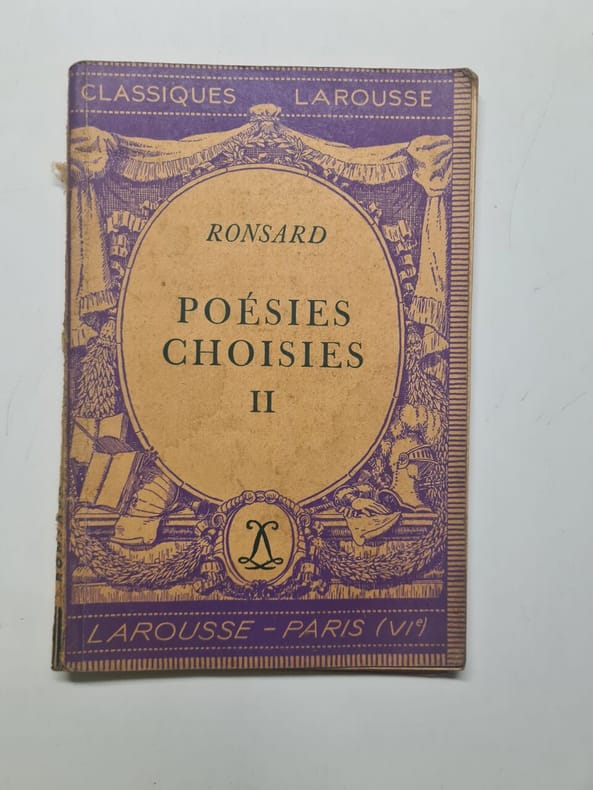 CLASSIQUES LAROUSSE
RONSARD
POÉSIES
CHOISIES
II
LAROUSSE - PARIS (VIe)